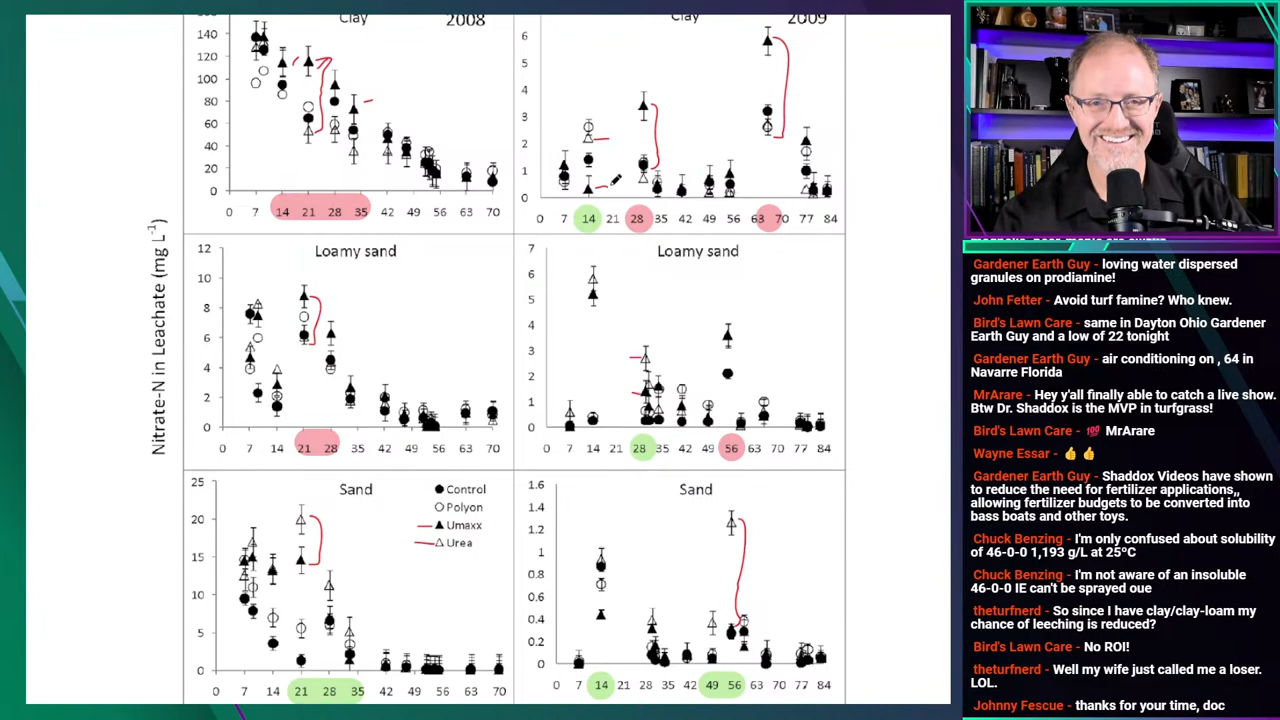 Clay 2008
140
120
100
80
60
40
20
0
0 7 14 21 28 35 42 49 56 63 70
Clay 2009
6
5
4
3
2
1
0
0 7 14 21 28 35 42 49 56 63 70 77 84
Nitrate-N in Leachate (mg L⁻¹)
Loamy sand
12
10
8
6
4
2
0
0 7 14 21 28 35 42 49 56 63 70
Loamy sand
7
6
5
4
3
2
1
0
0 7 14 21 28 35 42 49 56 63 70 77 84
Sand
25
20
15
10
5
0
Control
Polyon
Umaxx
Urea
0 7 14 21 28 35 42 49 56 63 70
Sand
1.6
1.4
1.2
1
0.8
0.6
0.4
0.2
0
0 7 14 21 28 35 42 49 56 63 70 77 84
Gardener Earth Guy - loving water dispersed
granules on prodiamine!
John Fetter - Avoid turf famine? Who knew.
Bird's Lawn Care - same in Dayton Ohio Gardener
Earth Guy and a low of 22 tonight
Gardener Earth Guy - air conditioning on , 64 in
Navarre Florida
MrArare - Hey y'all finally able to catch a live show.
Btw Dr. Shaddox is the MVP in turfgrass!
Bird's Lawn Care - 💯 MrArare
Wayne Essar - 👍 👍
Gardener Earth Guy - Shaddox Videos have shown
to reduce the need for fertilizer applications,,
allowing fertilizer budgets to be converted into
bass boats and other toys.
Chuck Benzing - I'm only confused about solubility
of 46-0-0 1,193 g/L at 25ºC
Chuck Benzing - I'm not aware of an insoluble
46-0-0 IE can't be sprayed oue
theturfnerd - So since I have clay/clay-loam my
chance of leeching is reduced?
Bird's Lawn Care - No ROI!
theturfnerd - Well my wife just called me a loser.
LOL.
Johnny Fescue - thanks for your time, doc